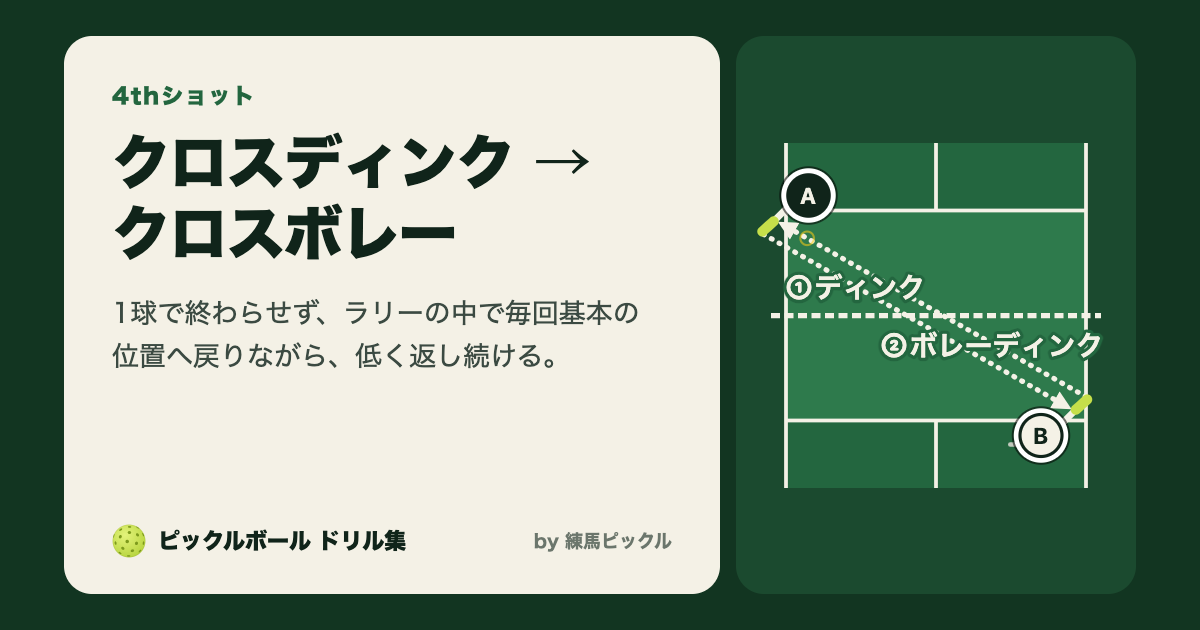 4thショット
クロスディンク →
クロスボレー
1球で終わらせず、ラリーの中で毎回基本の
位置へ戻りながら、低く返し続ける。
ピックルボール ドリル集
by 練馬ピックル
A
①ディンク
②ボレーディンク
B